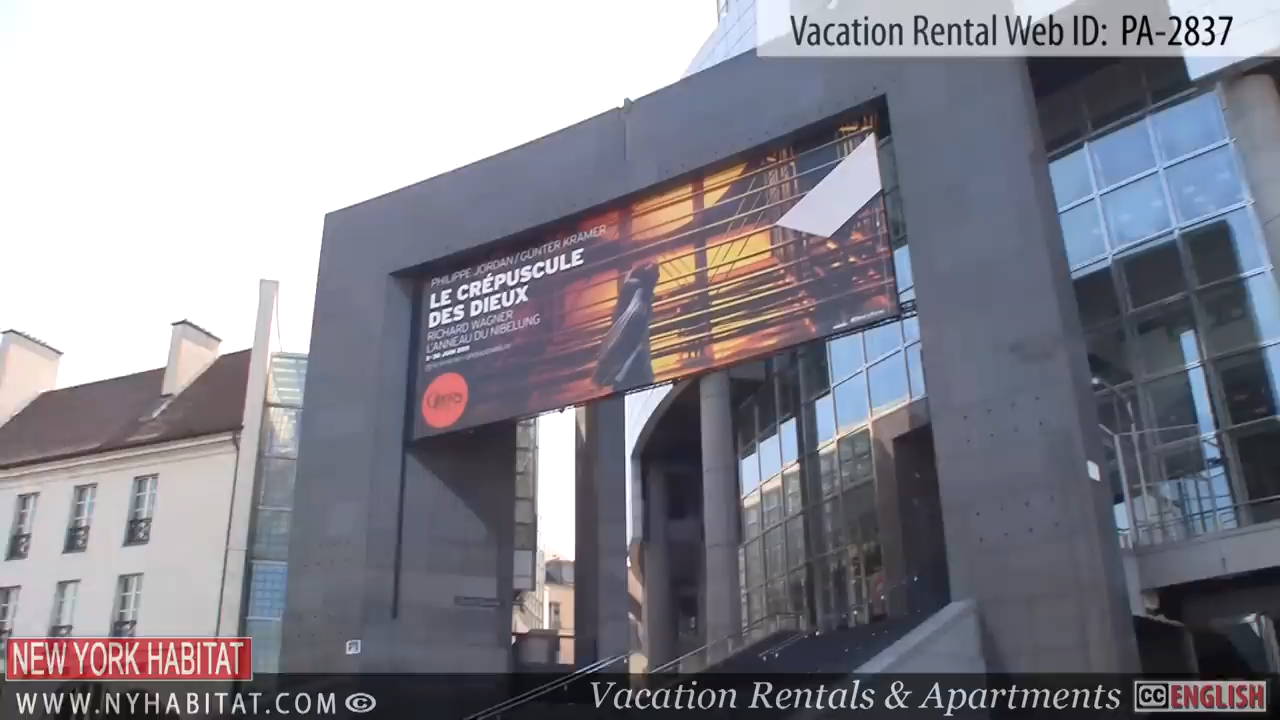 Vacation Rental Web ID: PA-2837
PHILIPPE JORDAN / GÜNTER KRÄMER
LE CRÉPUSCULE
DES DIEUX
RICHARD WAGNER
L'ANNEAU DU NIBELUNG
NEW YORK HABITAT
WWW.NYHABITAT.COM ©
Vacation Rentals & Apartments
CC ENGLISH